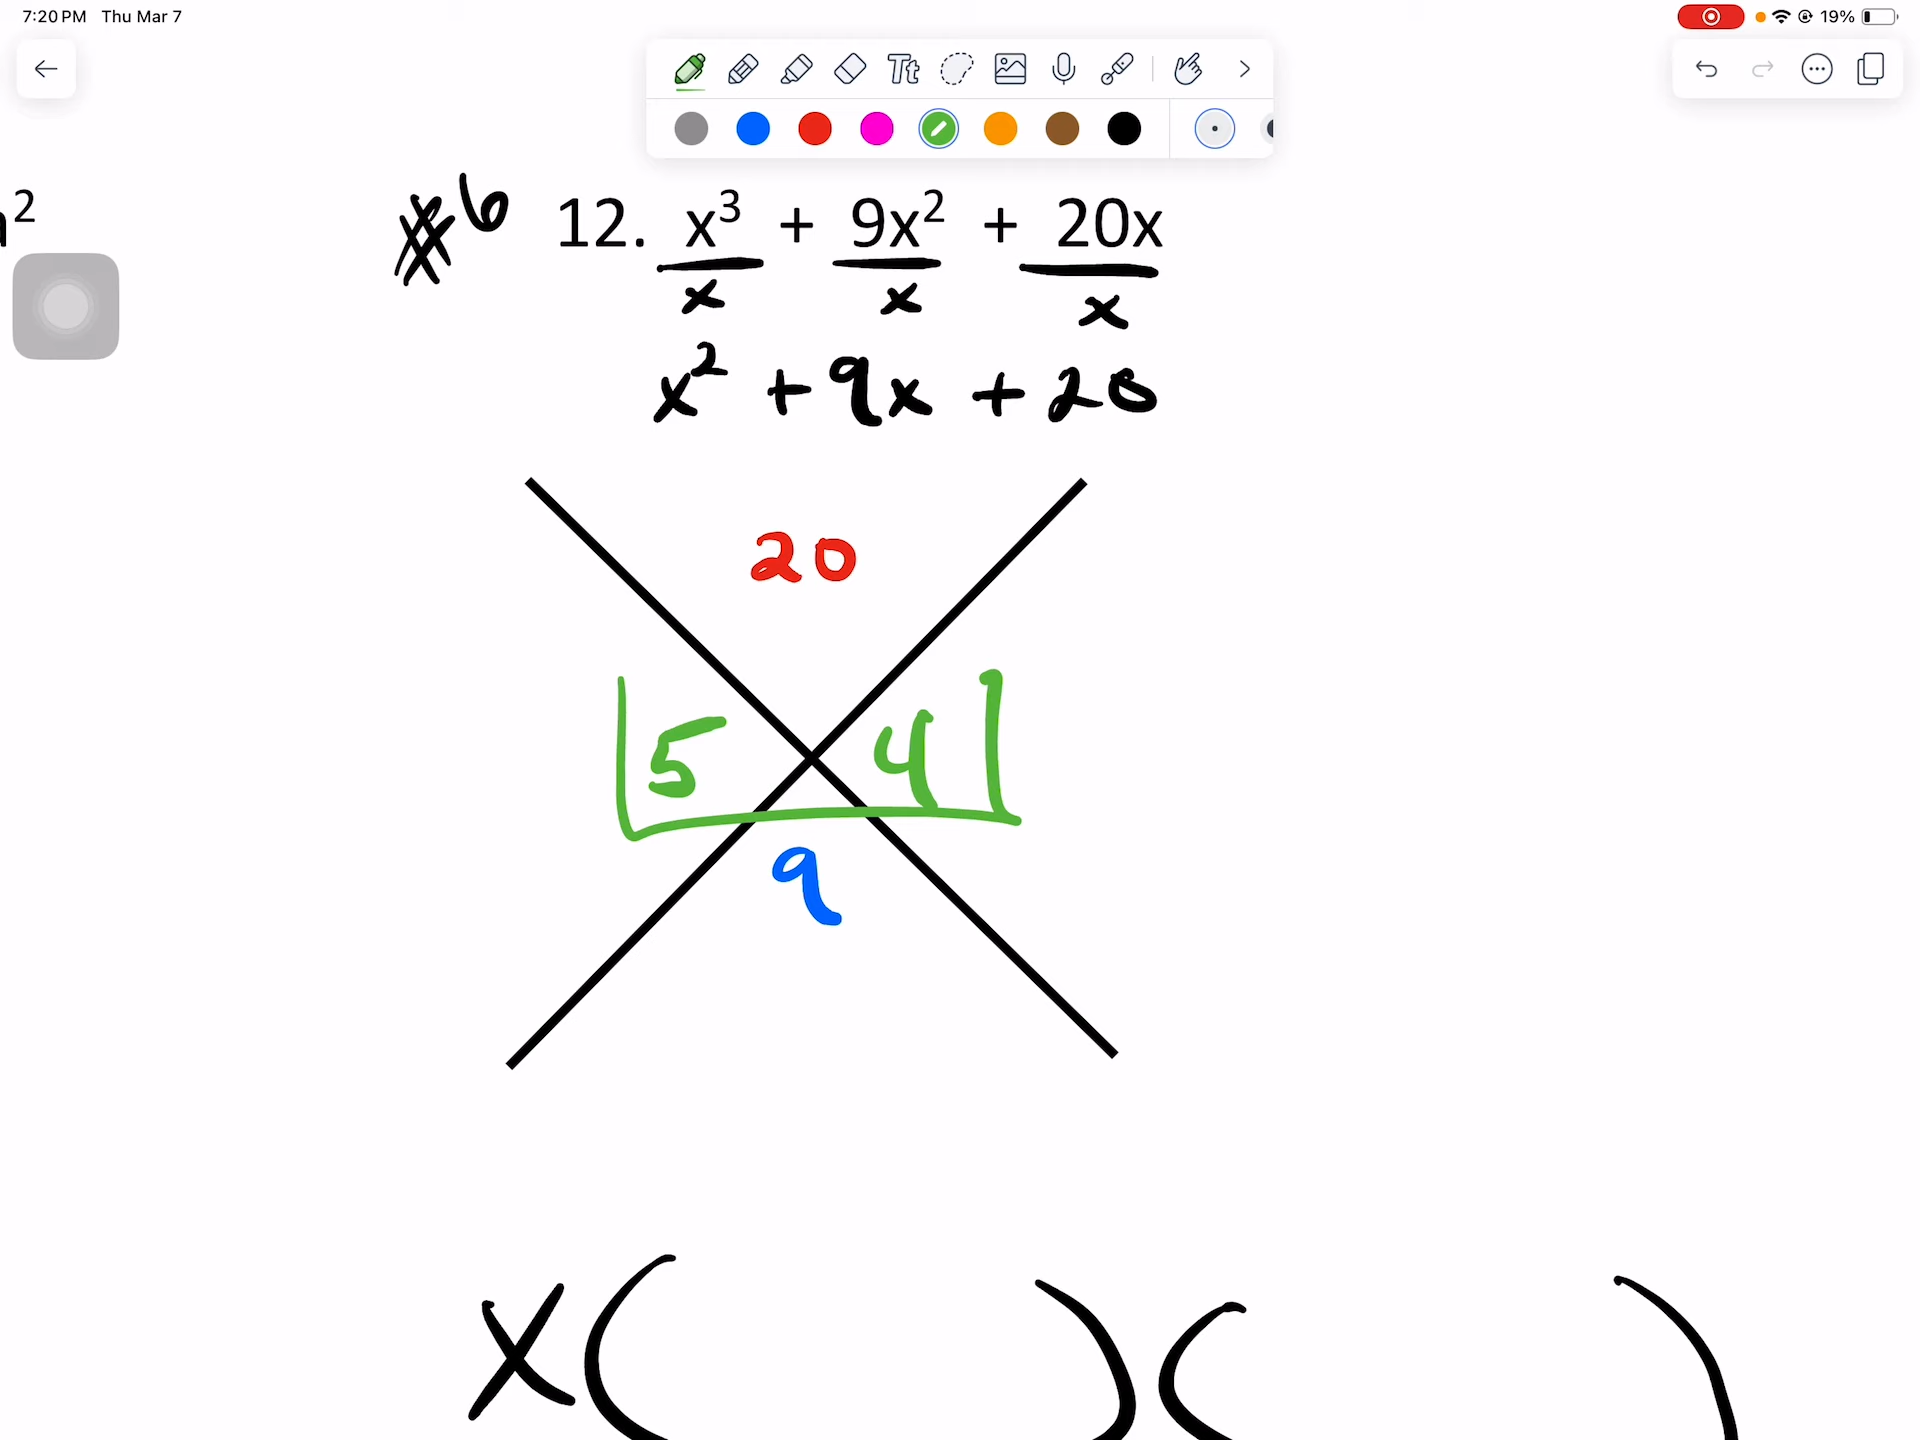 7:20 PM Thu Mar 7
19%
Tt
#6 12. x³ + 9x² + 20x
x x x
x² + 9x + 20
20
5 4
9
x( )( )